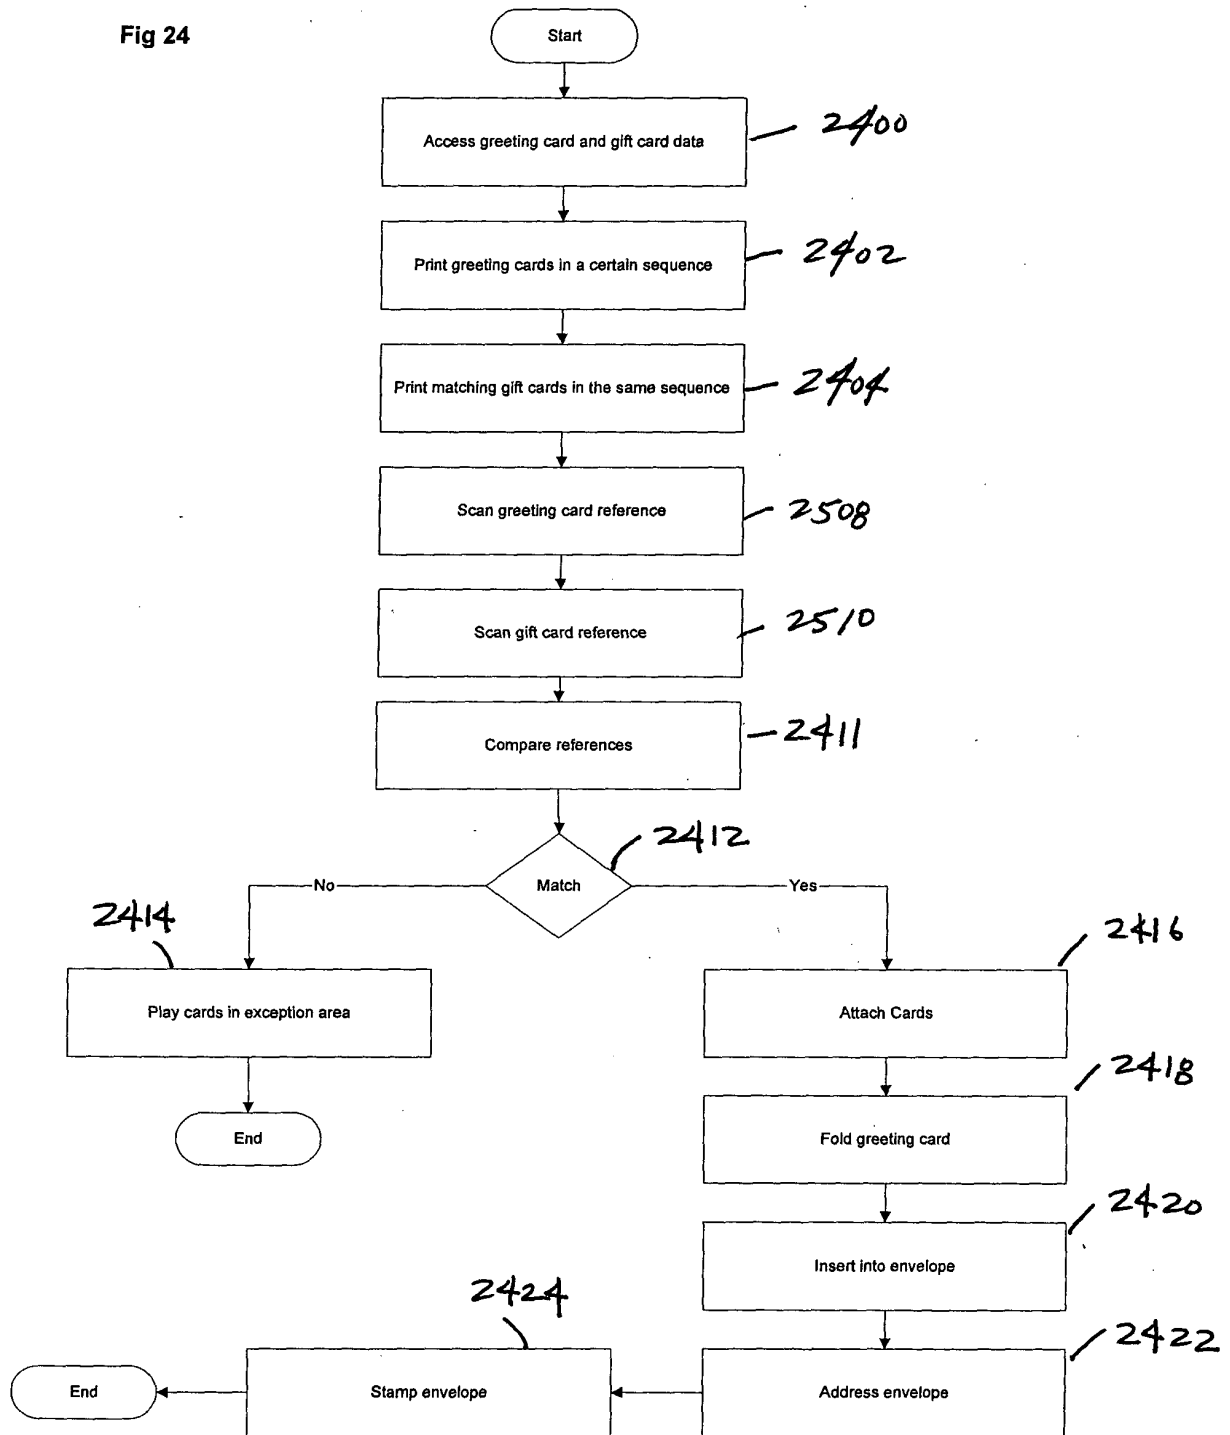 Fig 24
Start
Access greeting card and gift card data
2400
Print greeting cards in a certain sequence
2402
Print matching gift cards in the same sequence
2404
Scan greeting card reference
2508
Scan gift card reference
2510
Compare references
2411
2412
Match
No
Yes
2414
2416
Play cards in exception area
Attach Cards
2418
End
Fold greeting card
2420
Insert into envelope
2424
2422
End
Stamp envelope
Address envelope